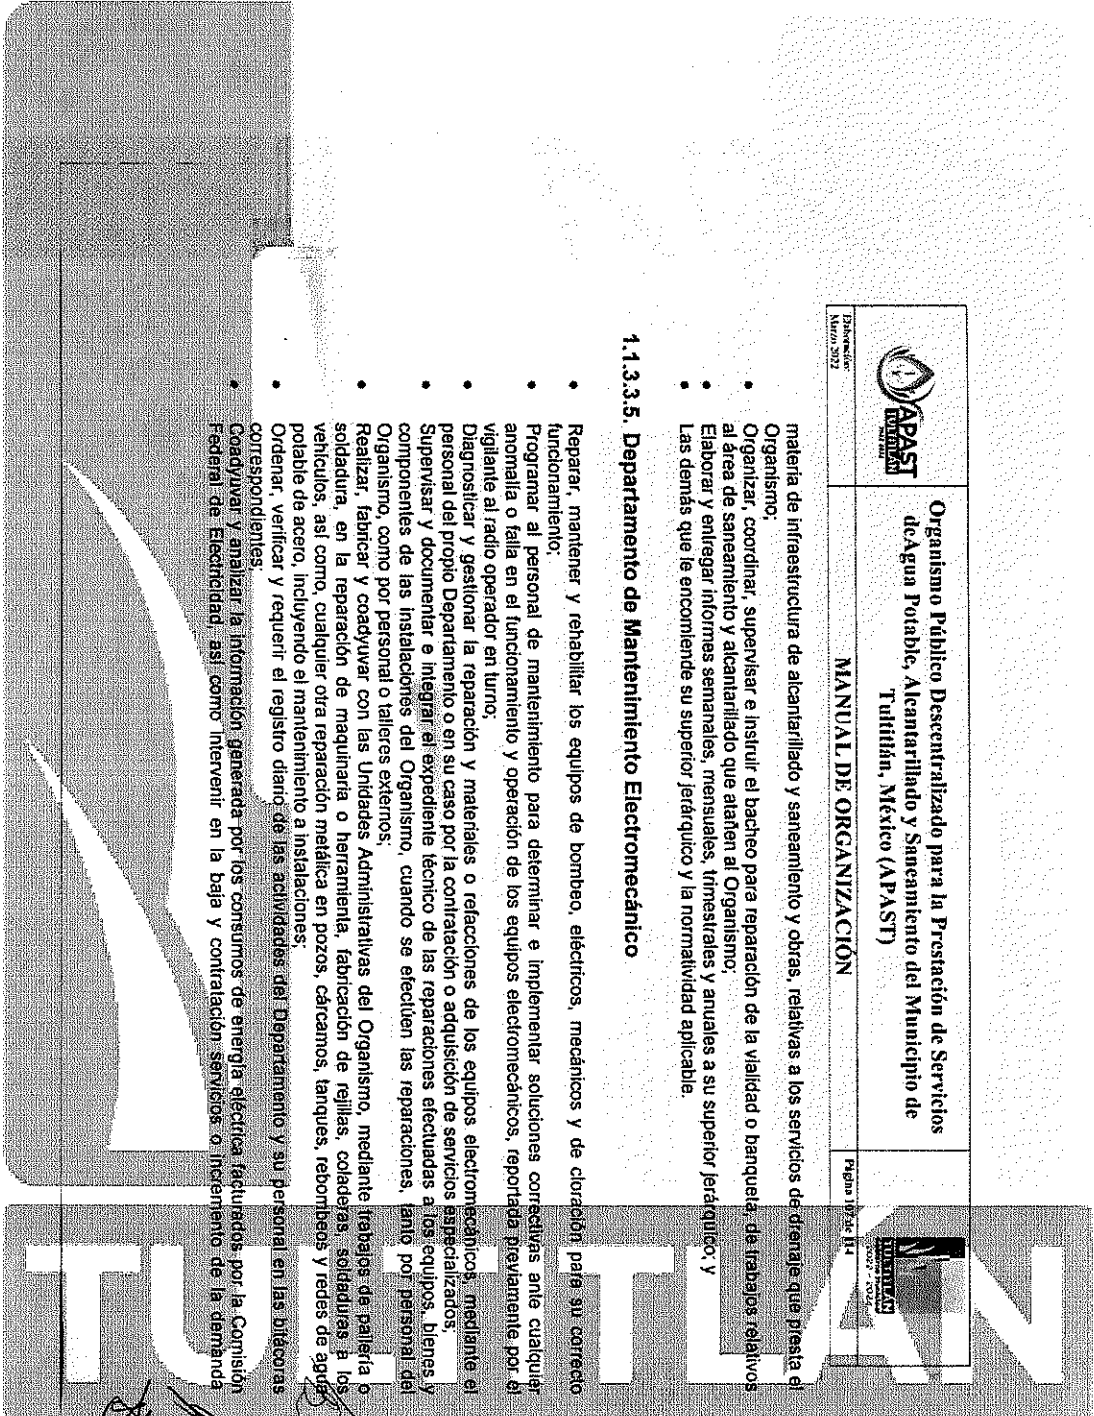 APAST
TULTITLÁN
Organismo Público Descentralizado para la Prestación de Servicios
deAgua Potable, Alcantarillado y Saneamiento del Municipio de
Tultitlán, México (APAST)
TULTITLÁN
Elaboración:
Marzo 2022
MANUAL DE ORGANIZACIÓN
Página 107 de 114
materia de infraestructura de alcantarillado y saneamiento y obras, relativas a los servicios de drenaje que presta el
Organismo;
• Organizar, coordinar, supervisar e instruir el bacheo para reparación de la vialidad o banqueta, de trabajos relativos
al área de saneamiento y alcantarillado que atañen al Organismo;
• Elaborar y entregar informes semanales, mensuales, trimestrales y anuales a su superior jerárquico; y
• Las demás que le encomiende su superior jerárquico y la normatividad aplicable.
1.1.3.3.5. Departamento de Mantenimiento Electromecánico
• Reparar, mantener y rehabilitar los equipos de bombeo, eléctricos, mecánicos y de cloración para su correcto
funcionamiento;
• Programar al personal de mantenimiento para determinar e implementar soluciones correctivas ante cualquier
anomalía o falla en el funcionamiento y operación de los equipos electromecánicos, reportada previamente por el
vigilante al radio operador en turno;
• Diagnosticar y gestionar la reparación y materiales o refacciones de los equipos electromecánicos, mediante el
personal del propio Departamento o en su caso por la contratación o adquisición de servicios especializados;
• Supervisar y documentar e integrar el expediente técnico de las reparaciones efectuadas a los equipos, bienes y
componentes de las instalaciones del Organismo, cuando se efectúen las reparaciones, tanto por personal del
Organismo, como por personal o talleres externos;
• Realizar, fabricar y coadyuvar con las Unidades Administrativas del Organismo, mediante trabajos de pailería o
soldadura, en la reparación de maquinaria o herramienta, fabricación de rejillas, coladeras, soldaduras a los
vehículos, así como, cualquier otra reparación metálica en pozos, cárcamos, tanques, rebombeos y redes de agua
potable de acero, incluyendo el mantenimiento a instalaciones;
• Ordenar, verificar y requerir el registro diario de las actividades del Departamento y su personal en las bitácoras
correspondientes;
• Coadyuvar y analizar la información generada por los consumos de energía eléctrica facturados por la Comisión
Federal de Electricidad, así como intervenir en la baja y contratación servicios o incremento de la demanda
TULTITLÁN